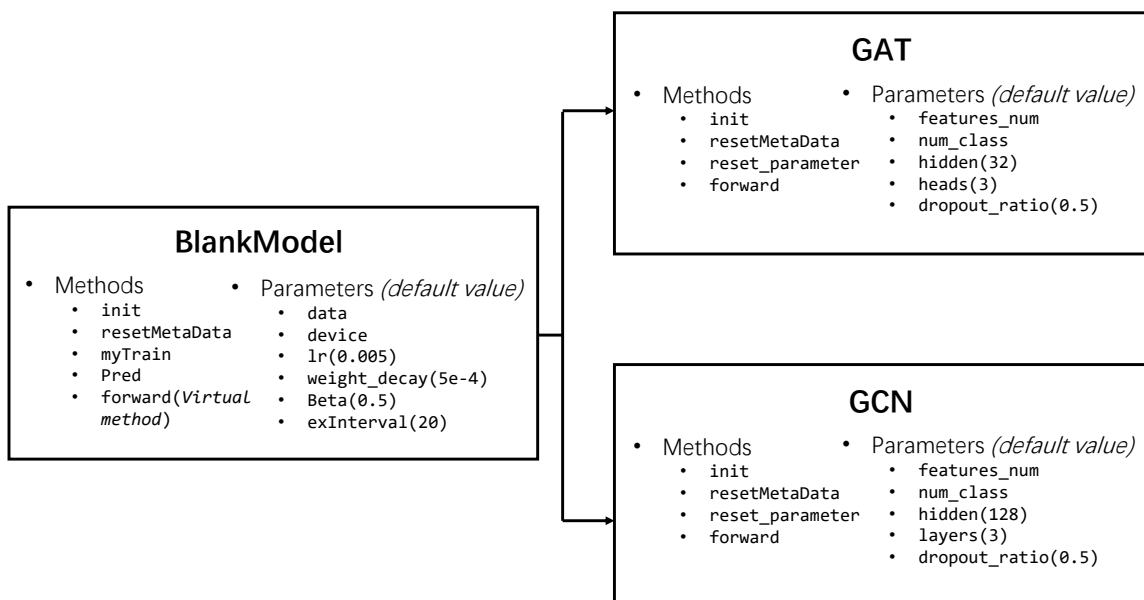 GAT
• Methods
• init
• resetMetaData
• reset_parameter
• forward
• Parameters (default value)
• features_num
• num_class
• hidden(32)
• heads(3)
• dropout_ratio(0.5)
BlankModel
• Methods
• init
• resetMetaData
• myTrain
• Pred
• forward(Virtual
method)
• Parameters (default value)
• data
• device
• lr(0.005)
• weight_decay(5e-4)
• Beta(0.5)
• exInterval(20)
GCN
• Methods
• init
• resetMetaData
• reset_parameter
• forward
• Parameters (default value)
• features_num
• num_class
• hidden(128)
• layers(3)
• dropout_ratio(0.5)